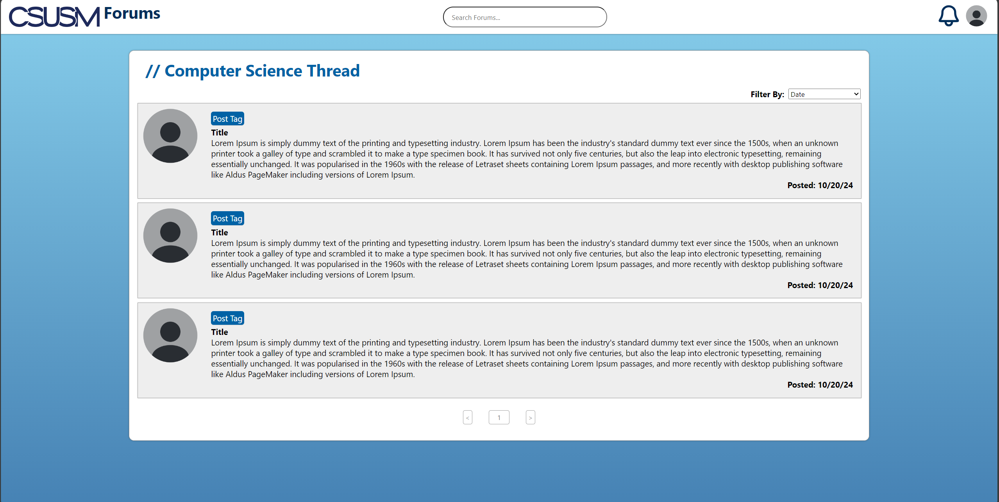 CSUSM Forums
Search Forums...
// Computer Science Thread
Filter By: Date
Post Tag
Title
Lorem Ipsum is simply dummy text of the printing and typesetting industry. Lorem Ipsum has been the industry's standard dummy text ever since the 1500s, when an unknown
printer took a galley of type and scrambled it to make a type specimen book. It has survived not only five centuries, but also the leap into electronic typesetting, remaining
essentially unchanged. It was popularised in the 1960s with the release of Letraset sheets containing Lorem Ipsum passages, and more recently with desktop publishing software
like Aldus PageMaker including versions of Lorem Ipsum.
Posted: 10/20/24
Post Tag
Title
Lorem Ipsum is simply dummy text of the printing and typesetting industry. Lorem Ipsum has been the industry's standard dummy text ever since the 1500s, when an unknown
printer took a galley of type and scrambled it to make a type specimen book. It has survived not only five centuries, but also the leap into electronic typesetting, remaining
essentially unchanged. It was popularised in the 1960s with the release of Letraset sheets containing Lorem Ipsum passages, and more recently with desktop publishing software
like Aldus PageMaker including versions of Lorem Ipsum.
Posted: 10/20/24
Post Tag
Title
Lorem Ipsum is simply dummy text of the printing and typesetting industry. Lorem Ipsum has been the industry's standard dummy text ever since the 1500s, when an unknown
printer took a galley of type and scrambled it to make a type specimen book. It has survived not only five centuries, but also the leap into electronic typesetting, remaining
essentially unchanged. It was popularised in the 1960s with the release of Letraset sheets containing Lorem Ipsum passages, and more recently with desktop publishing software
like Aldus PageMaker including versions of Lorem Ipsum.
Posted: 10/20/24
< 1 >